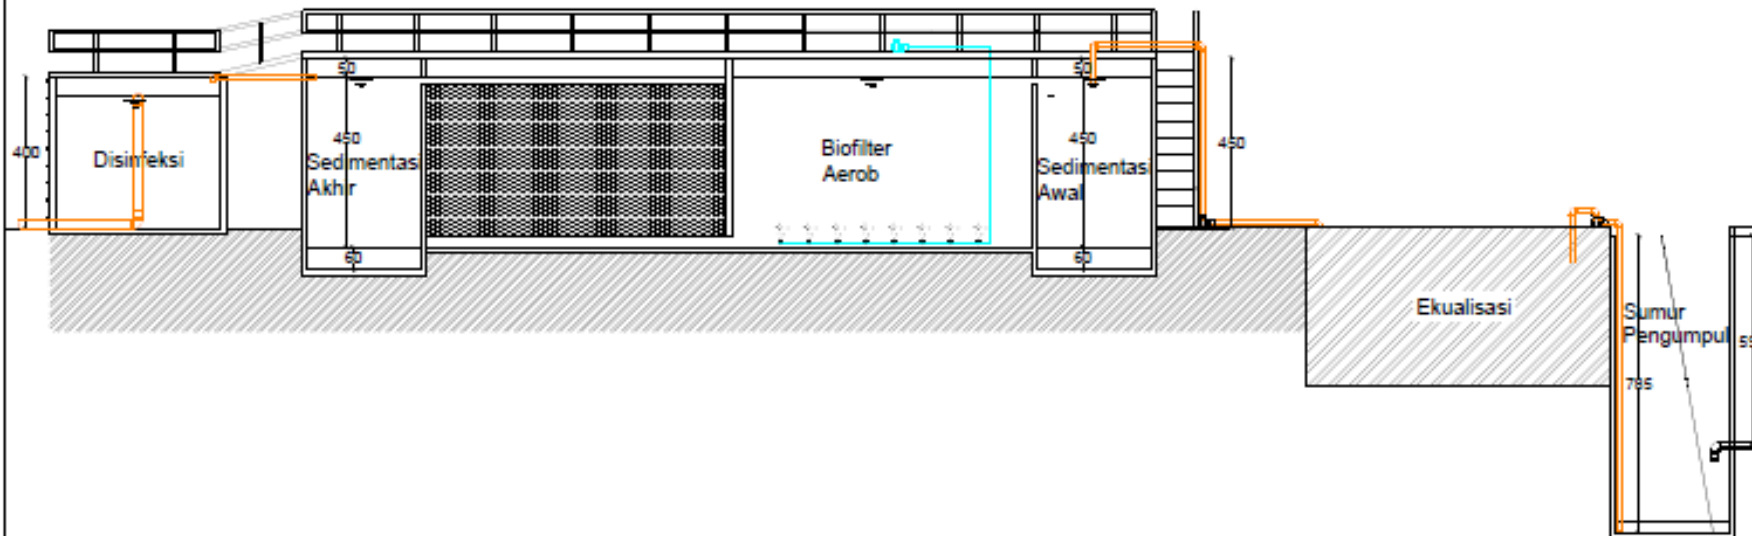 50
50
400
450
450
450
Disinfeksi
Sedimentasi
Akhir
Biofilter
Aerob
Sedimentasi
Awal
60
60
Ekualisasi
Sumur
Pengumpul
785